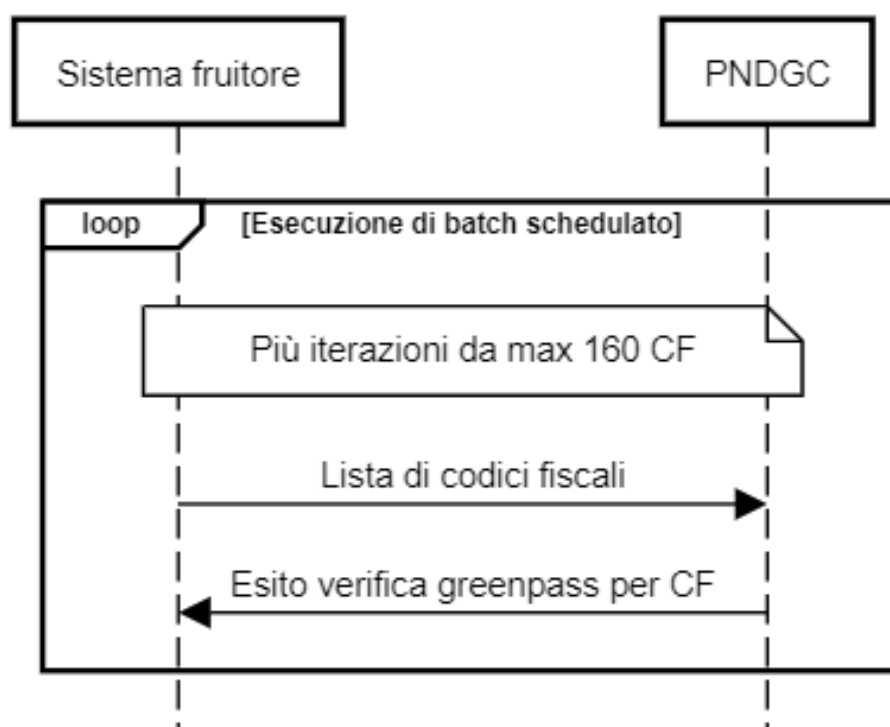 Sistema fruitore
PNDGC
loop
[Esecuzione di batch schedulato]
Più iterazioni da max 160 CF
Lista di codici fiscali
Esito verifica greenpass per CF